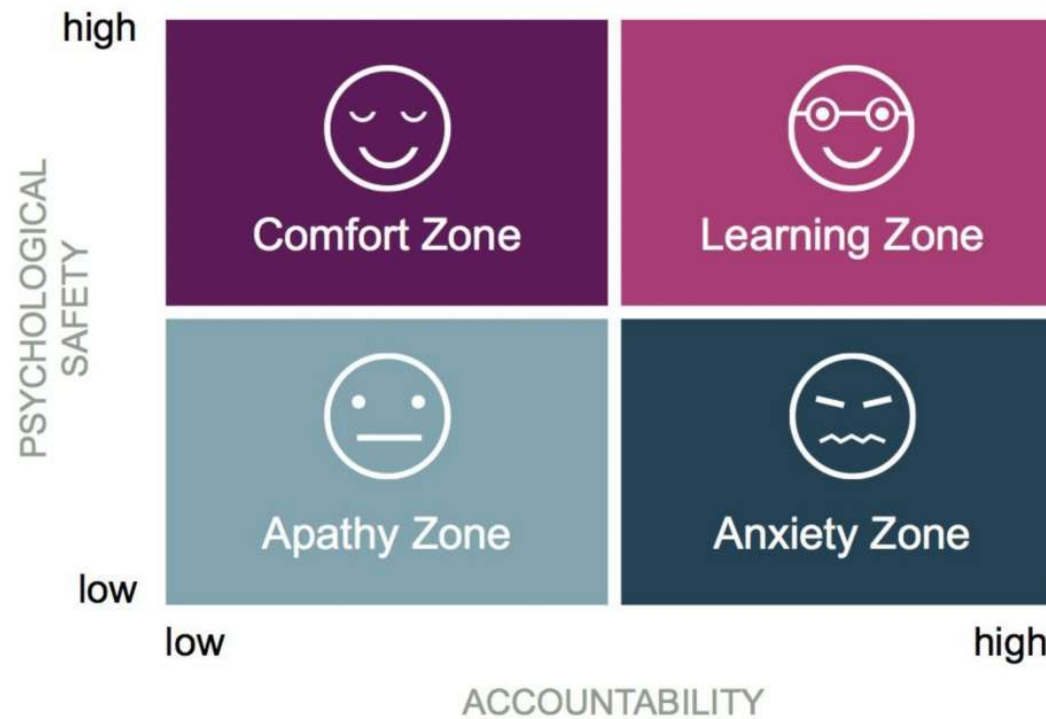 high
Comfort Zone
Learning Zone
PSYCHOLOGICAL
SAFETY
Apathy Zone
Anxiety Zone
low
low
high
ACCOUNTABILITY